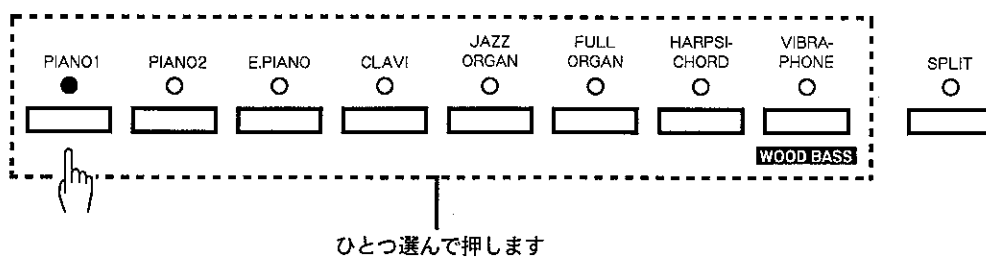 PIANO1
PIANO2
E.PIANO
CLAVI
JAZZ
ORGAN
FULL
ORGAN
HARPSI-
CHORD
VIBRA-
PHONE
SPLIT
WOOD BASS
ひとつ選んで押します